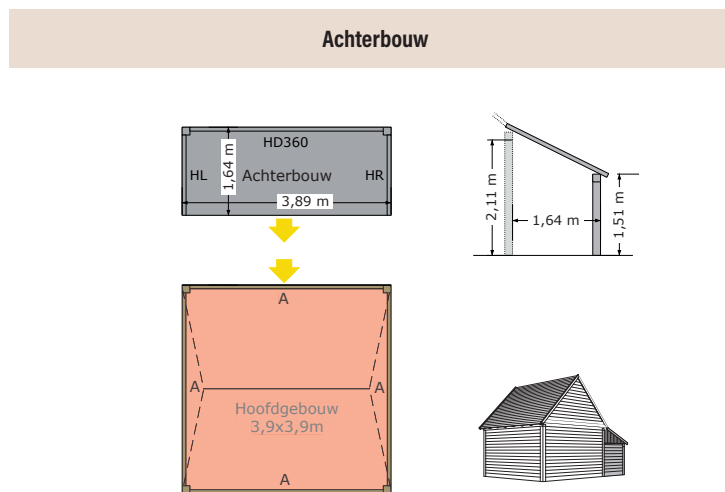 Achterbouw
HD360
HL
1,64 m
Achterbouw
HR
3,89 m
2,11 m
1,64 m
1,51 m
A
A
A
Hoofdgebouw
3,9x3,9m
A